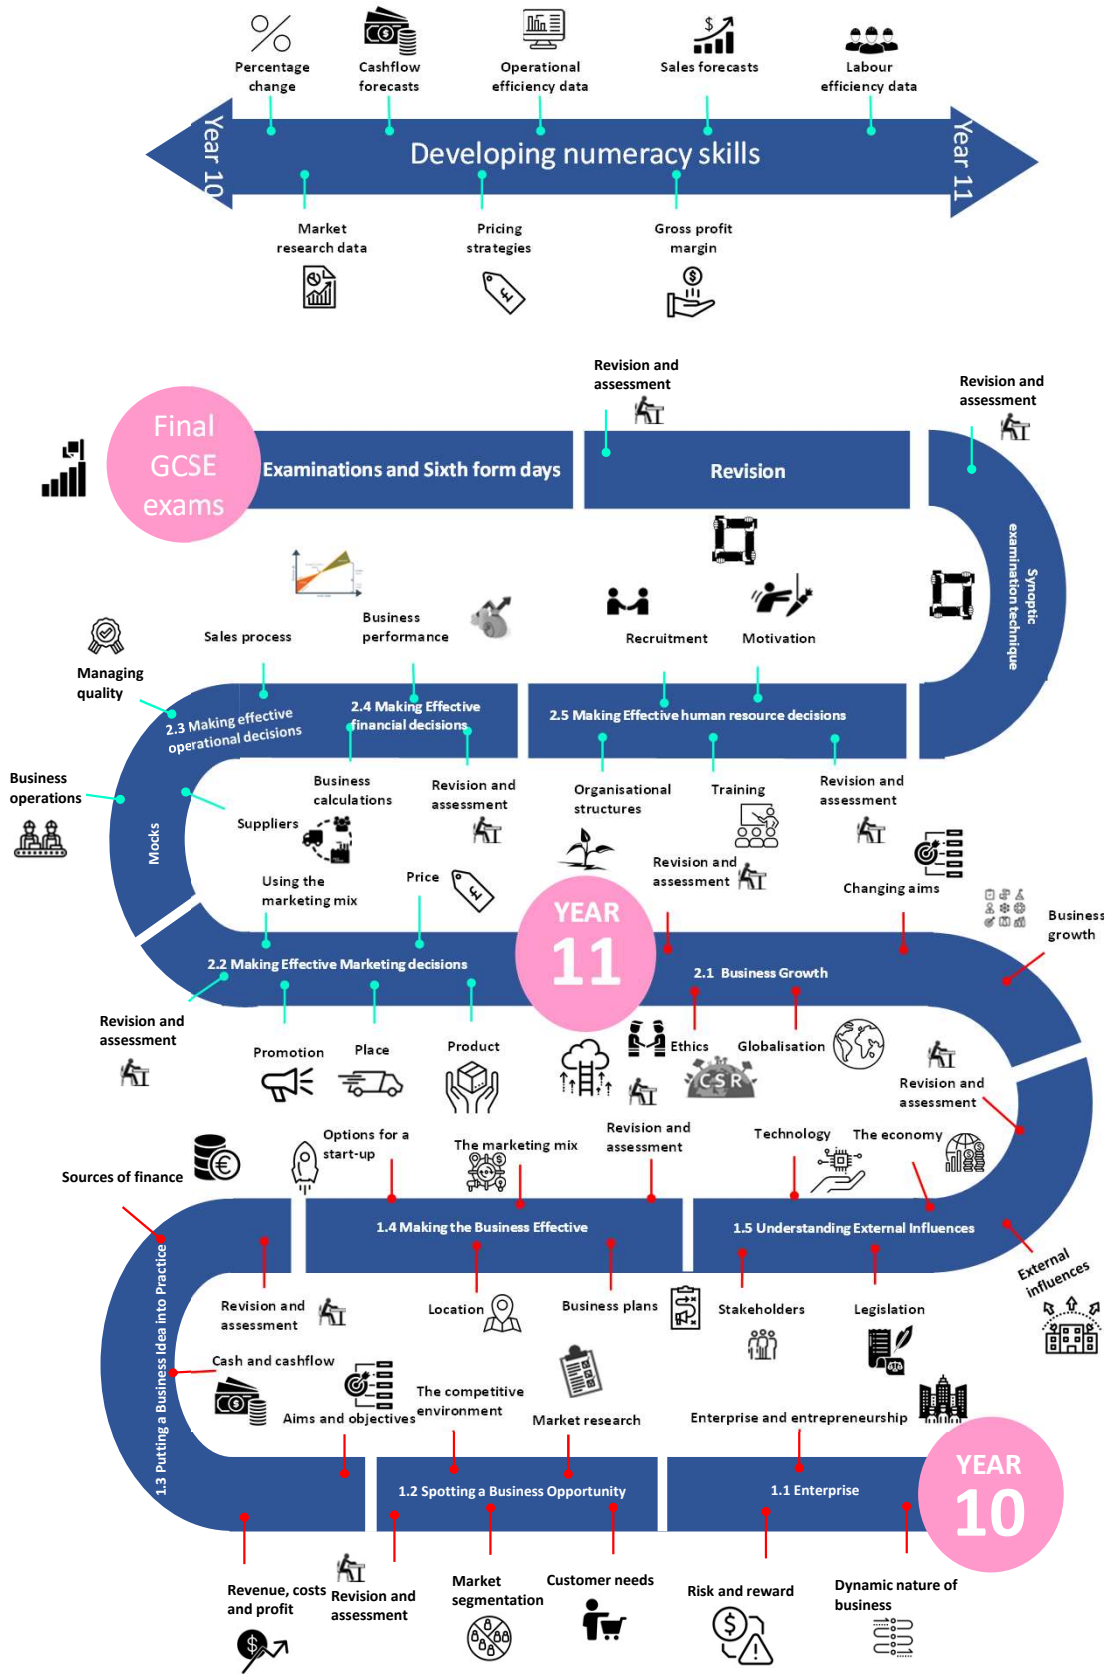 Percentage
change
Cashflow
forecasts
Operational
efficiency data
Sales forecasts
Labour
efficiency data
Year 10
Developing numeracy skills
Year 11
Market
research data
Pricing
strategies
Gross profit
margin
Revision and
assessment
Revision and
assessment
Final
GCSE
exams
Examinations and Sixth form days
Revision
Synoptic
examination technique
Sales process
Business
performance
Recruitment
Motivation
Managing
quality
2.3 Making effective
operational decisions
2.4 Making Effective
financial decisions
2.5 Making Effective human resource decisions
Business
operations
Mocks
Suppliers
Business
calculations
Revision and
assessment
Organisational
structures
Training
Revision and
assessment
Using the
marketing mix
Price
Revision and
assessment
Changing aims
Business
growth
YEAR
11
2.2 Making Effective Marketing decisions
2.1 Business Growth
Revision and
assessment
Promotion
Place
Product
Ethics
CSR
Globalisation
Revision and
assessment
Sources of finance
Options for a
start-up
The marketing mix
Revision and
assessment
Technology
The economy
1.4 Making the Business Effective
1.5 Understanding External Influences
External
influences
1.3 Putting a Business Idea into Practice
Revision and
assessment
Location
Business plans
Stakeholders
Legislation
Cash and cashflow
Aims and objectives
The competitive
environment
Market research
Enterprise and entrepreneurship
1.2 Spotting a Business Opportunity
1.1 Enterprise
YEAR
10
Revenue, costs
and profit
Revision and
assessment
Market
segmentation
Customer needs
Risk and reward
Dynamic nature of
business